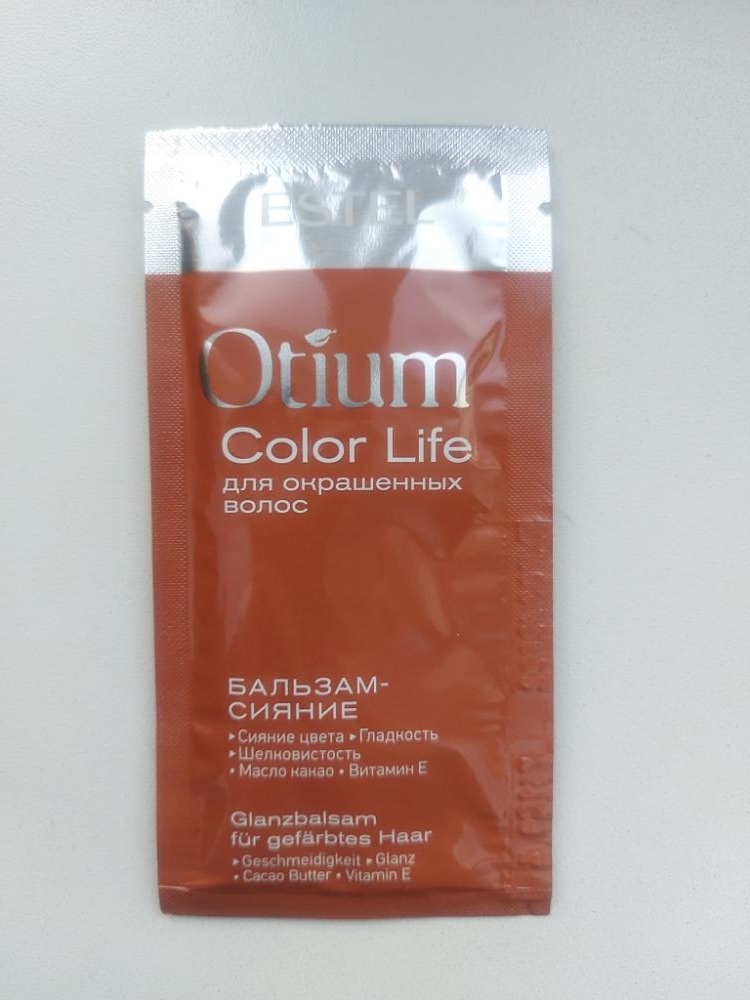 ESTEL
Otium
Color Life
для окрашенных
волос
БАЛЬЗАМ-
СИЯНИЕ
▸Сияние цвета ▸Гладкость
▸Шелковистость
• Масло какао • Витамин Е
Glanzbalsam
für gefärbtes Haar
▸Geschmeidigkeit ▸Glanz
• Cacao Butter • Vitamin E